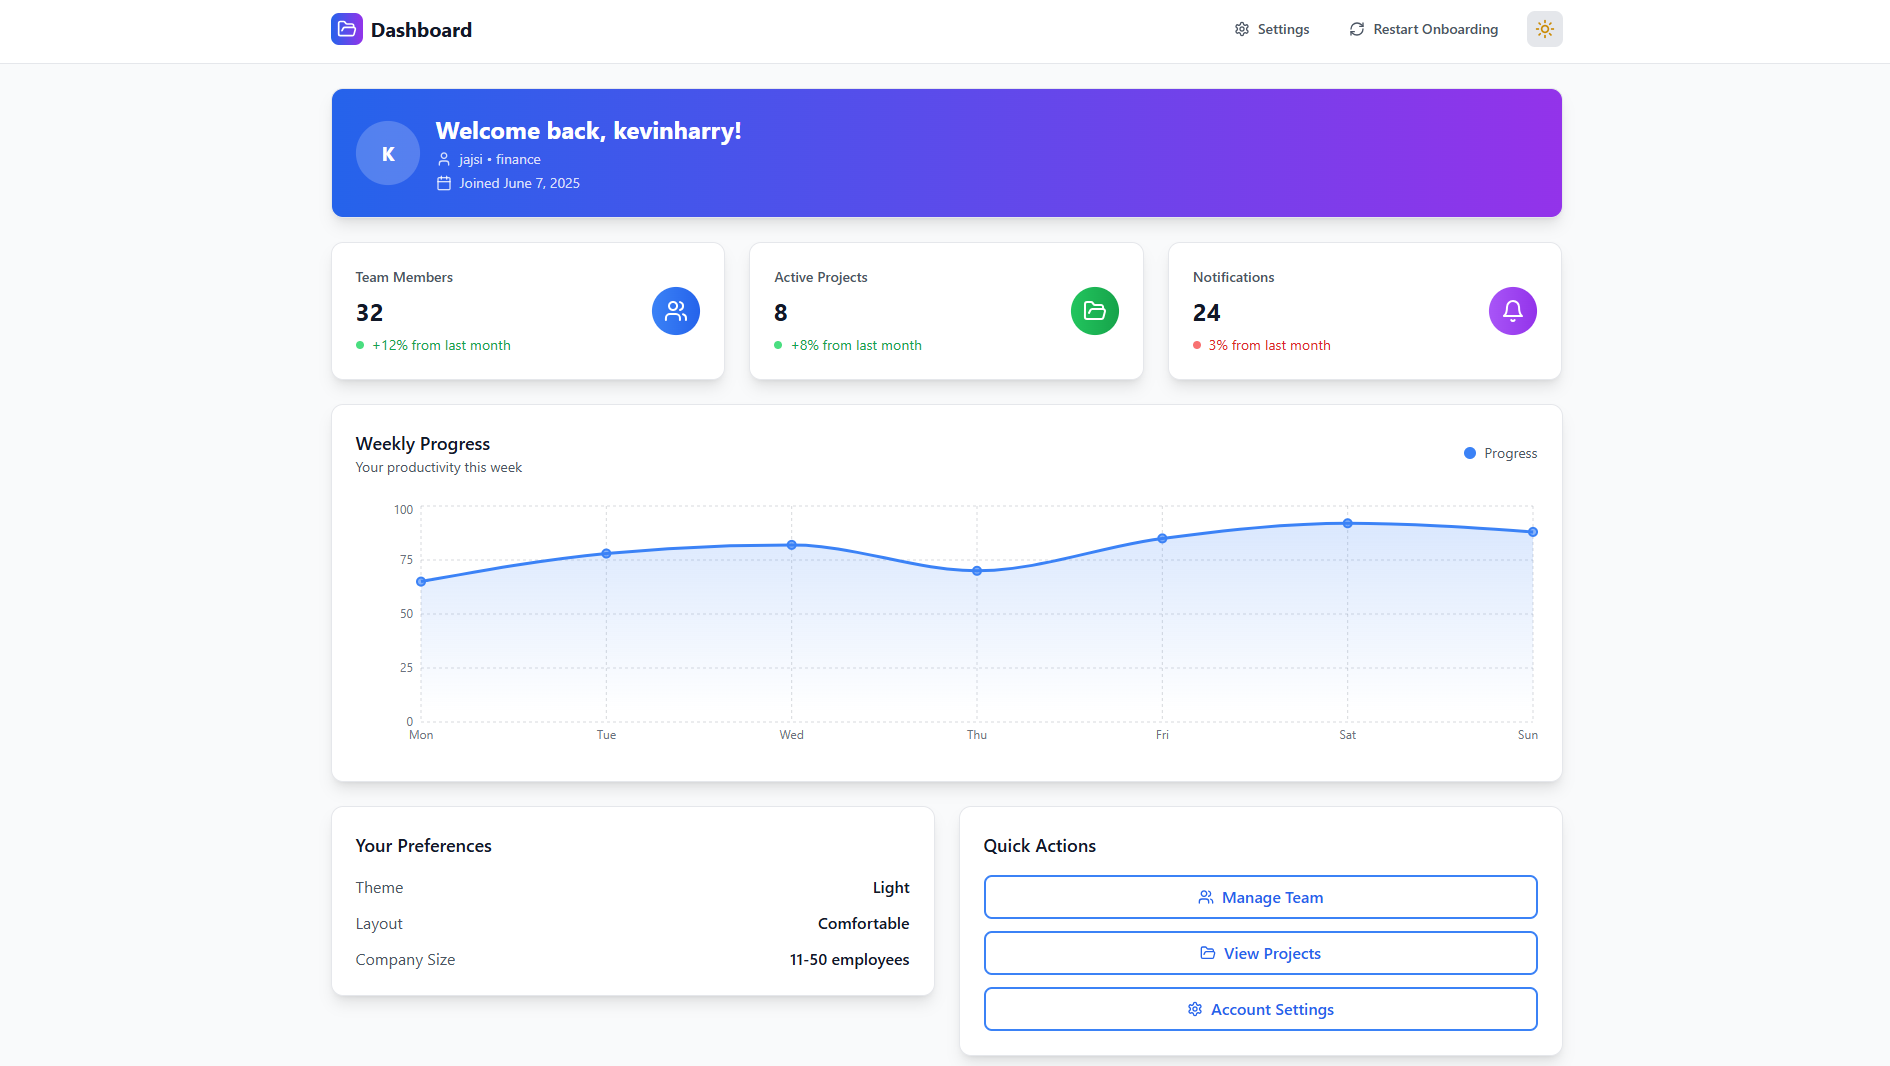 Dashboard
Settings
Restart Onboarding
K
Welcome back, kevinharry!
jajsi • finance
Joined June 7, 2025
Team Members
32
+12% from last month
Active Projects
8
+8% from last month
Notifications
24
3% from last month
Weekly Progress
Your productivity this week
Progress
100
75
50
25
0
Mon Tue Wed Thu Fri Sat Sun
Your Preferences
Theme Light
Layout Comfortable
Company Size 11-50 employees
Quick Actions
Manage Team
View Projects
Account Settings